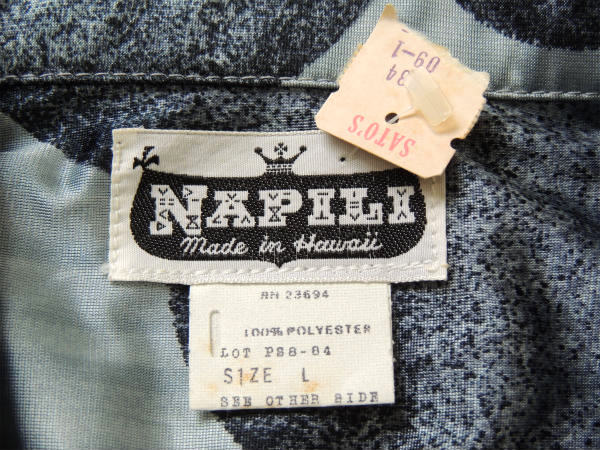 SATO'S
34
09-1
NAPILI
Made in Hawaii
RN 23694
100% POLYESTER
LOT PS8-84
SIZE L
SEE OTHER SIDE